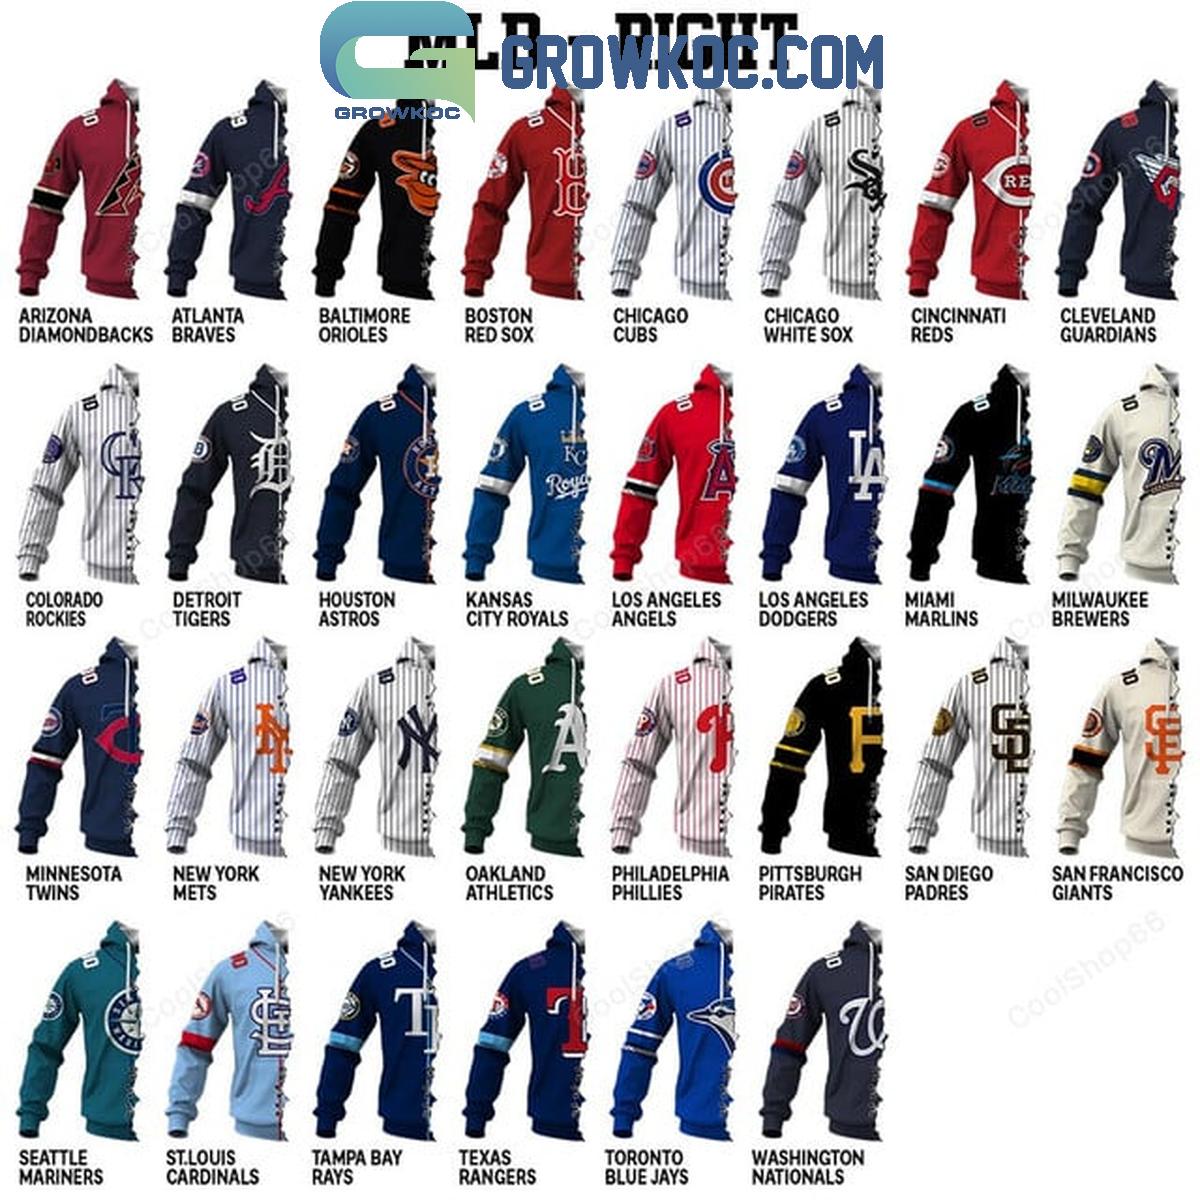 MLB - RIGHT
GROWKOC.COM
GROWKOC
ARIZONA
DIAMONDBACKS
ATLANTA
BRAVES
BALTIMORE
ORIOLES
BOSTON
RED SOX
CHICAGO
CUBS
CHICAGO
WHITE SOX
CINCINNATI
REDS
CLEVELAND
GUARDIANS
COLORADO
ROCKIES
DETROIT
TIGERS
HOUSTON
ASTROS
KANSAS
CITY ROYALS
LOS ANGELES
ANGELS
LOS ANGELES
DODGERS
MIAMI
MARLINS
MILWAUKEE
BREWERS
MINNESOTA
TWINS
NEW YORK
METS
NEW YORK
YANKEES
OAKLAND
ATHLETICS
PHILADELPHIA
PHILLIES
PITTSBURGH
PIRATES
SAN DIEGO
PADRES
SAN FRANCISCO
GIANTS
SEATTLE
MARINERS
ST.LOUIS
CARDINALS
TAMPA BAY
RAYS
TEXAS
RANGERS
TORONTO
BLUE JAYS
WASHINGTON
NATIONALS
CoolShop66